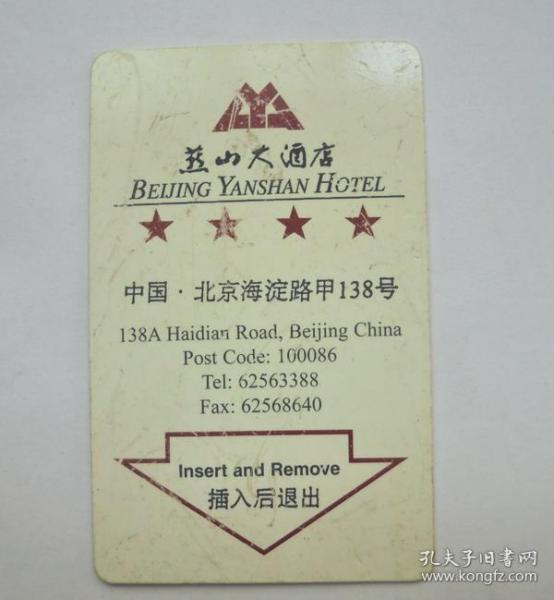 燕山大酒店
BEIJING YANSHAN HOTEL
中国·北京海淀路甲138号
138A Haidian Road, Beijing China
Post Code: 100086
Tel: 62563388
Fax: 62568640
Insert and Remove
插入后退出
孔夫子旧书网
www.kongfz.com